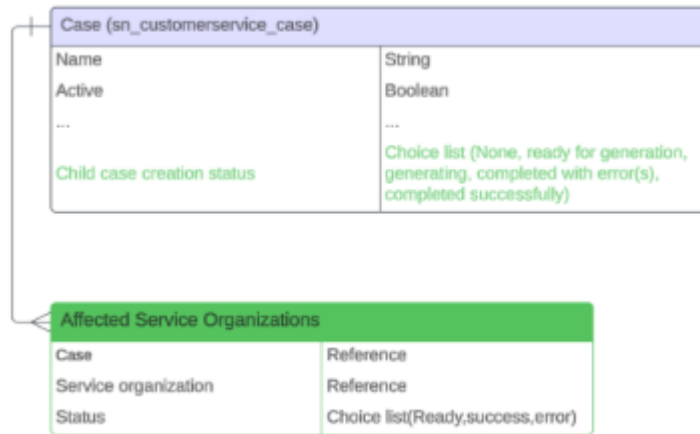 Case (sn_customerservice_case)
Name String
Active Boolean
... ...
Child case creation status Choice list (None, ready for generation,
generating, completed with error(s),
completed successfully)
Affected Service Organizations
Case Reference
Service organization Reference
Status Choice list(Ready,success,error)